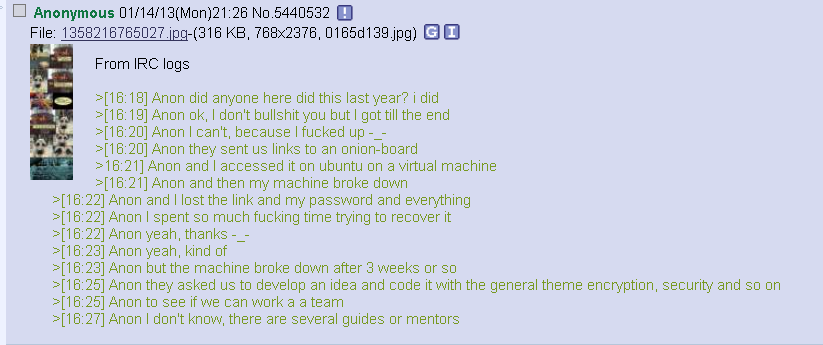 Anonymous 01/14/13(Mon)21:26 No.5440532 !
File: 1358216765027.jpg-(316 KB, 768x2376, 0165d139.jpg) G I
From IRC logs
>[16:18] Anon did anyone here did this last year? i did
>[16:19] Anon ok, I don't bullshit you but I got till the end
>[16:20] Anon I can't, because I fucked up -_-
>[16:20] Anon they sent us links to an onion-board
>16:21] Anon and I accessed it on ubuntu on a virtual machine
>[16:21] Anon and then my machine broke down
>[16:22] Anon and I lost the link and my password and everything
>[16:22] Anon I spent so much fucking time trying to recover it
>[16:22] Anon yeah, thanks -_-
>[16:23] Anon yeah, kind of
>[16:23] Anon but the machine broke down after 3 weeks or so
>[16:25] Anon they asked us to develop an idea and code it with the general theme encryption, security and so on
>[16:25] Anon to see if we can work a a team
>[16:27] Anon I don't know, there are several guides or mentors